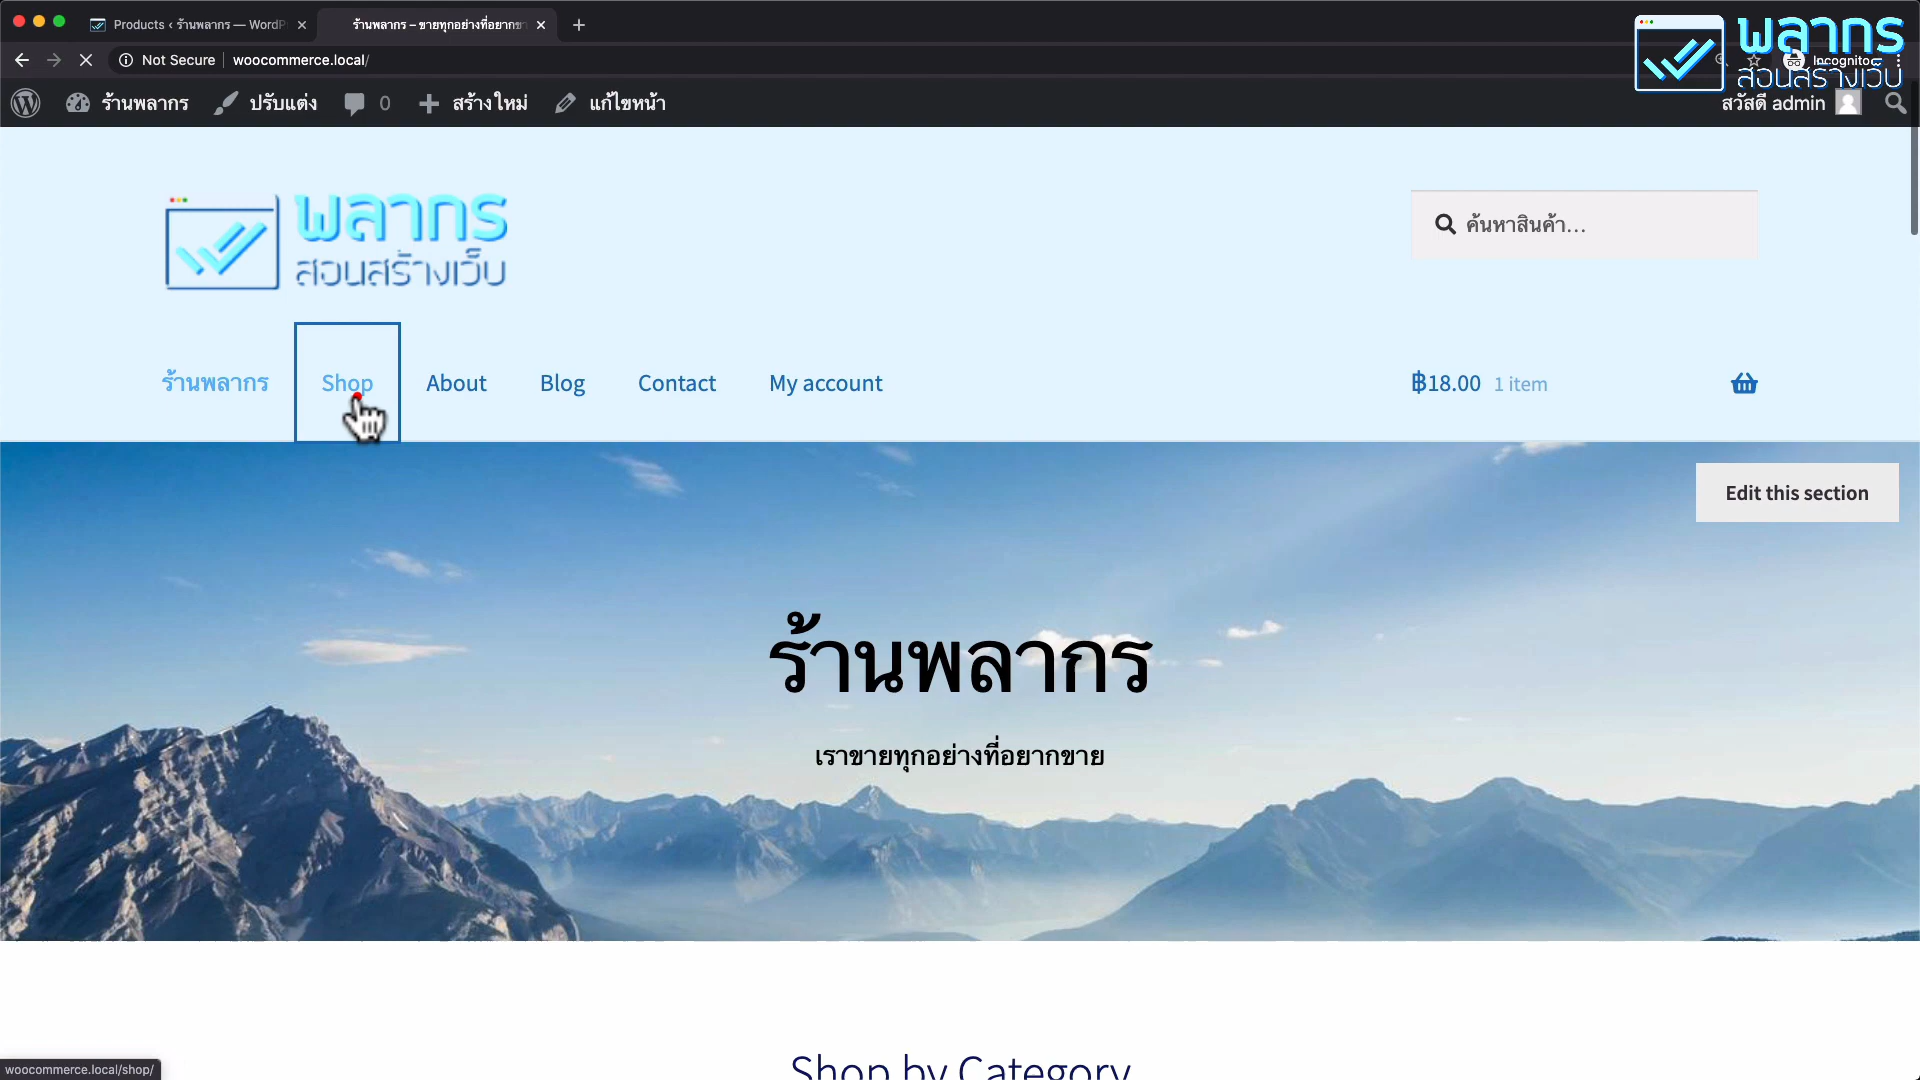 Products ‹ ร้านพลากร — WordP
ร้านพลากร – ขายทุกอย่างที่อยากขา
พลากร
สอนสร้างเว็บ
Not Secure
woocommerce.local/
Incognito
ร้านพลากร
ปรับแต่ง
0
สร้างใหม่
แก้ไขหน้า
สวัสดี admin
พลากร
สอนสร้างเว็บ
ค้นหาสินค้า…
ร้านพลากร
Shop
About
Blog
Contact
My account
฿18.00 1 item
Edit this section
ร้านพลากร
เราขายทุกอย่างที่อยากขาย
Shop by Category
woocommerce.local/shop/